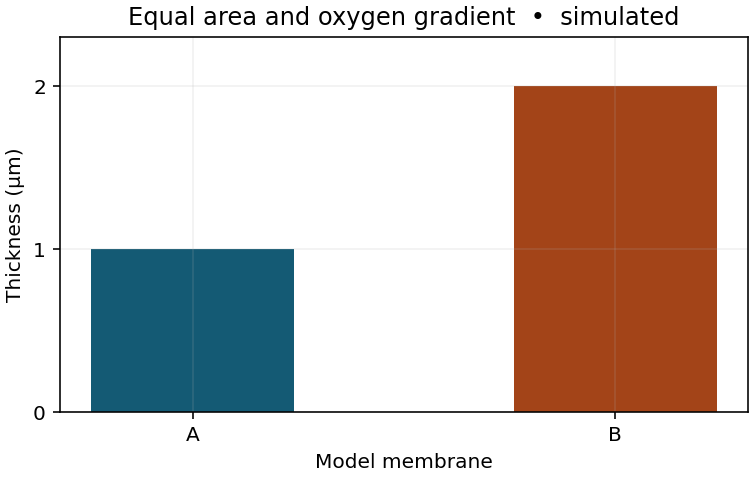 Equal area and oxygen gradient • simulated
Thickness (μm)
2
1
0
A B
Model membrane